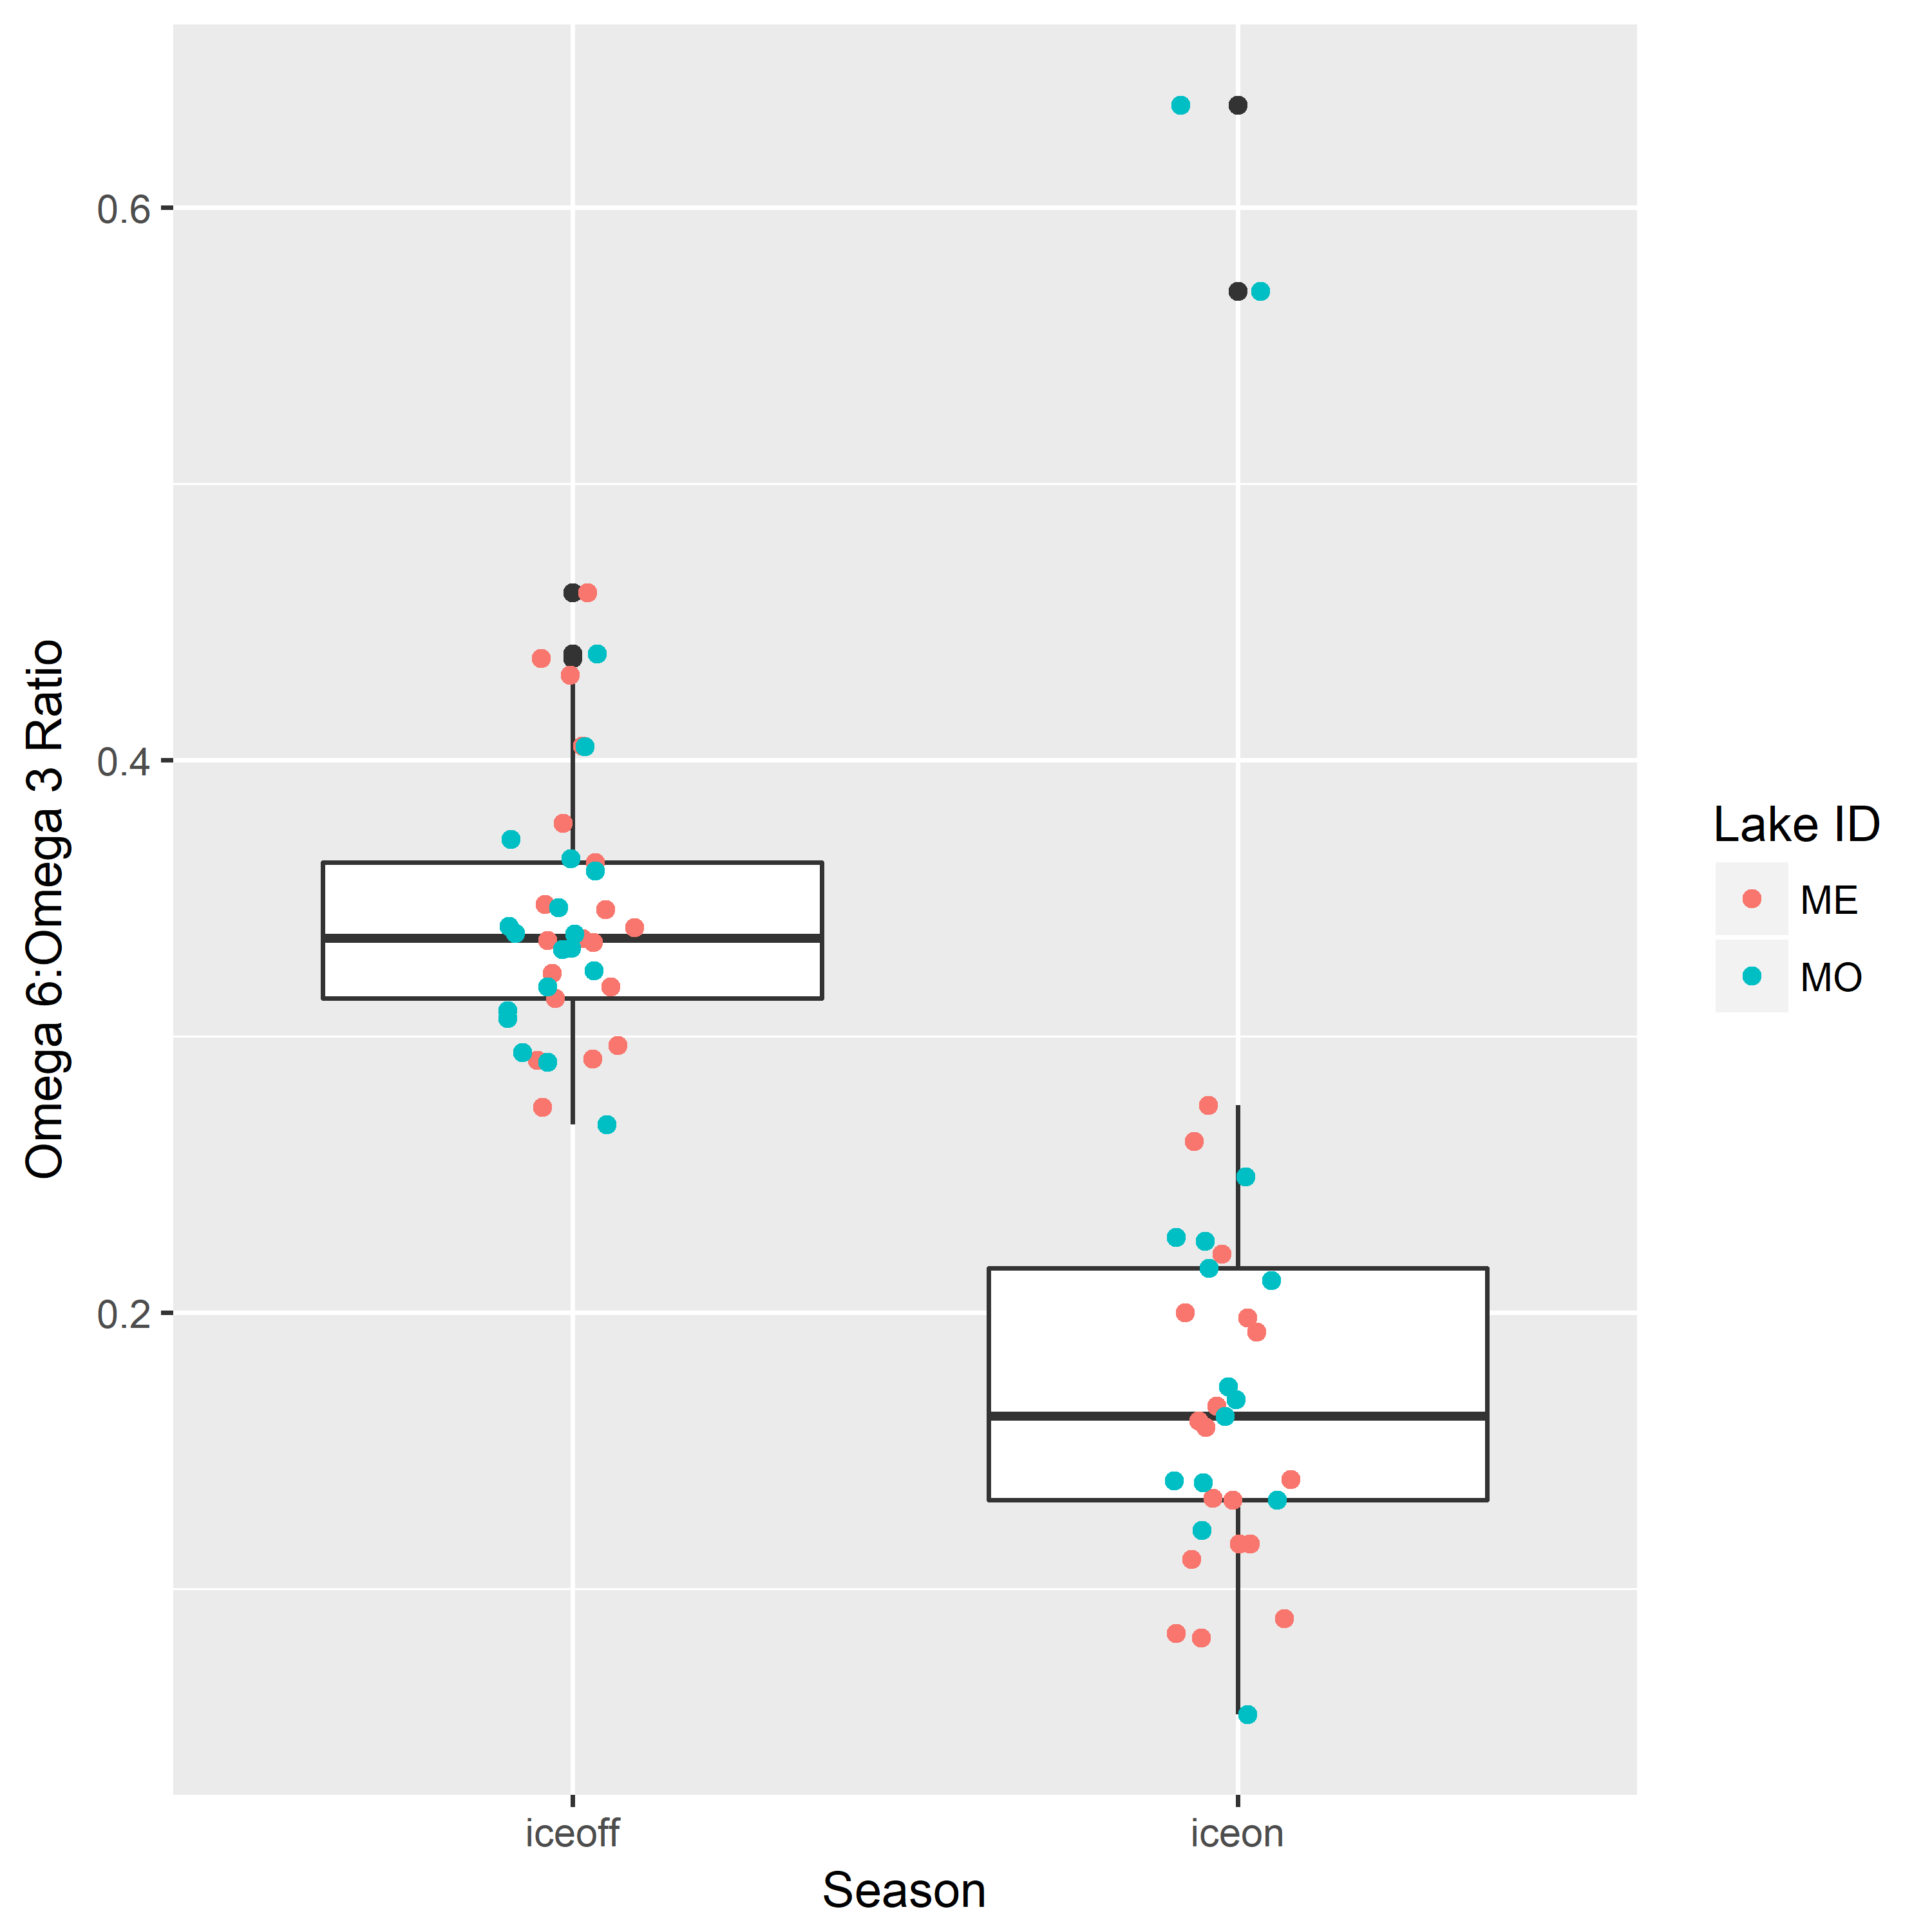 Omega 6:Omega 3 Ratio
0.6
0.4
0.2
iceoff
iceon
Season
Lake ID
ME
MO